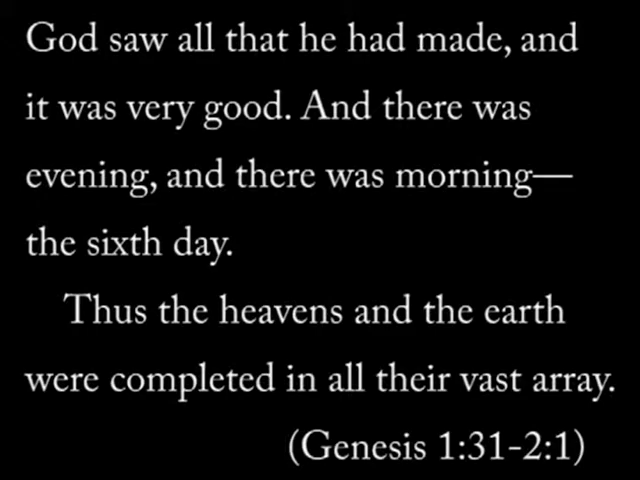 God saw all that he had made, and
it was very good. And there was
evening, and there was morning—
the sixth day.
Thus the heavens and the earth
were completed in all their vast array.
(Genesis 1:31-2:1)